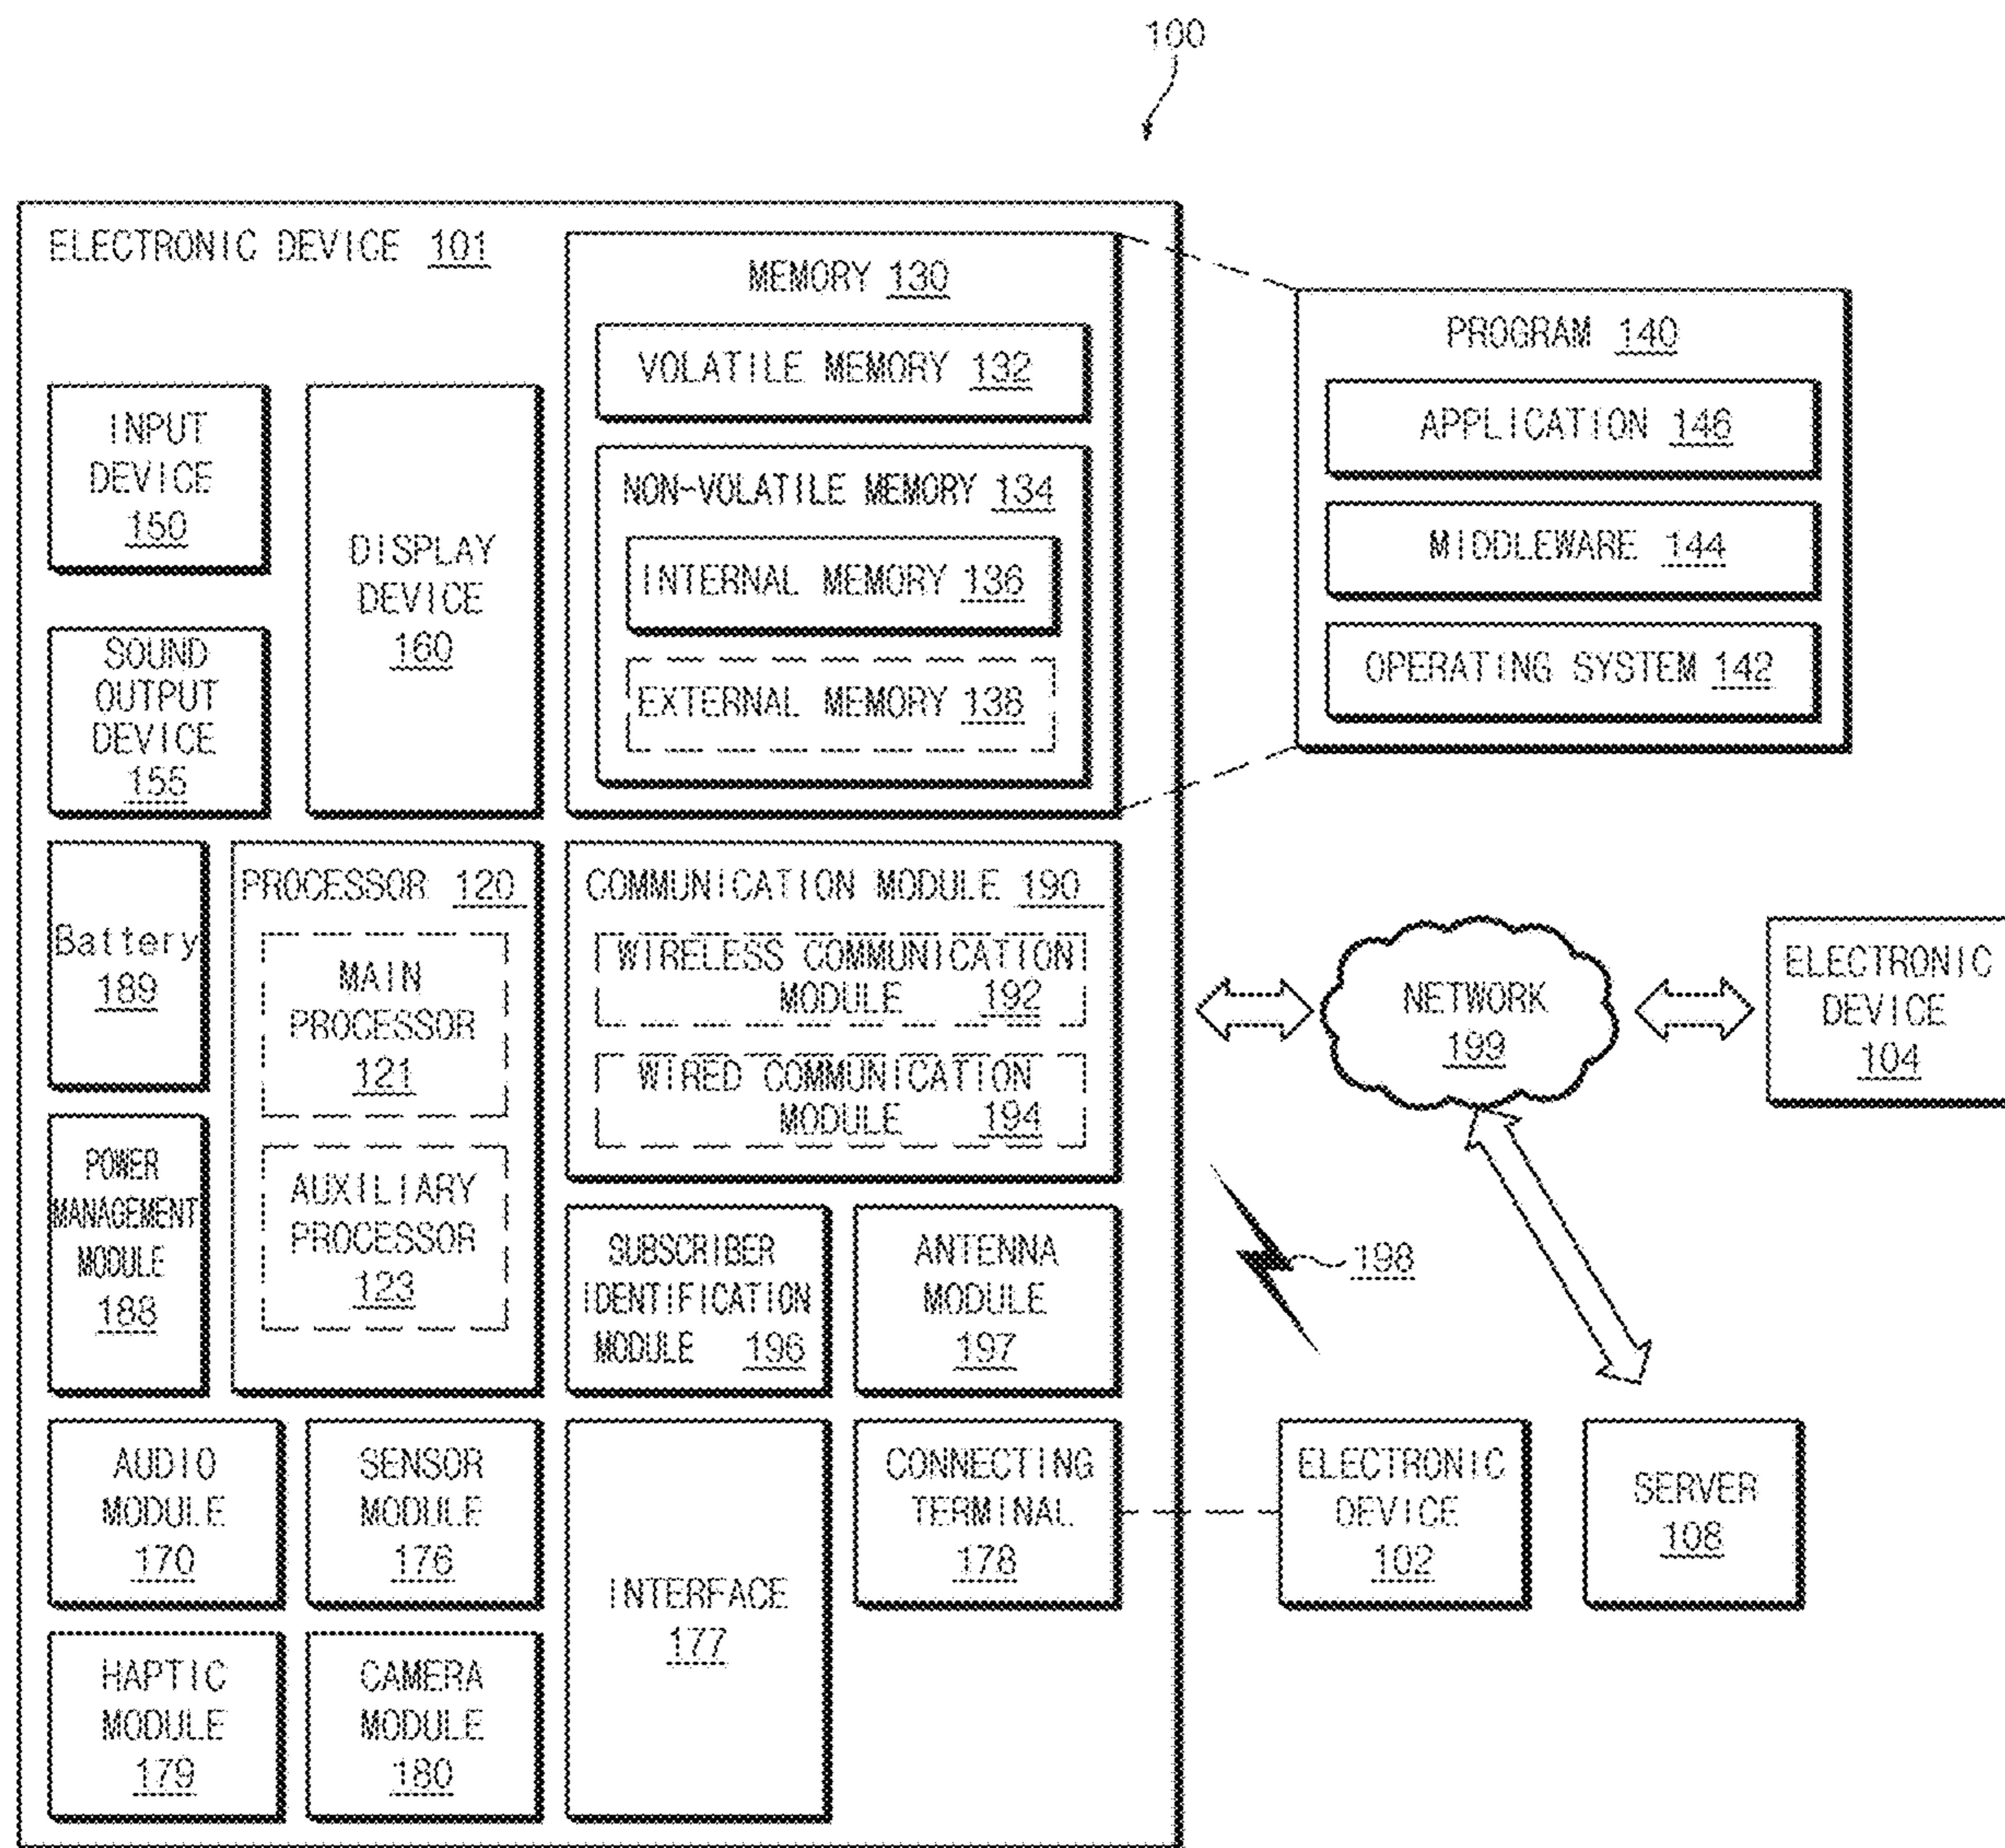 100
ELECTRONIC DEVICE 101
MEMORY 130
VOLATILE MEMORY 132
NON-VOLATILE MEMORY 134
INTERNAL MEMORY 136
EXTERNAL MEMORY 138
PROGRAM 140
APPLICATION 146
MIDDLEWARE 144
OPERATING SYSTEM 142
INPUT
DEVICE
150
DISPLAY
DEVICE
160
SOUND
OUTPUT
DEVICE
155
Battery
189
PROCESSOR 120
MAIN
PROCESSOR
121
AUXILIARY
PROCESSOR
123
COMMUNICATION MODULE 190
WIRELESS COMMUNICATION
MODULE 192
WIRED COMMUNICATION
MODULE 194
NETWORK
199
ELECTRONIC
DEVICE
104
POWER
MANAGEMENT
MODULE
188
SUBSCRIBER
IDENTIFICATION
MODULE 196
ANTENNA
MODULE
197
198
AUDIO
MODULE
170
SENSOR
MODULE
176
INTERFACE
177
CONNECTING
TERMINAL
178
ELECTRONIC
DEVICE
102
SERVER
108
HAPTIC
MODULE
179
CAMERA
MODULE
180